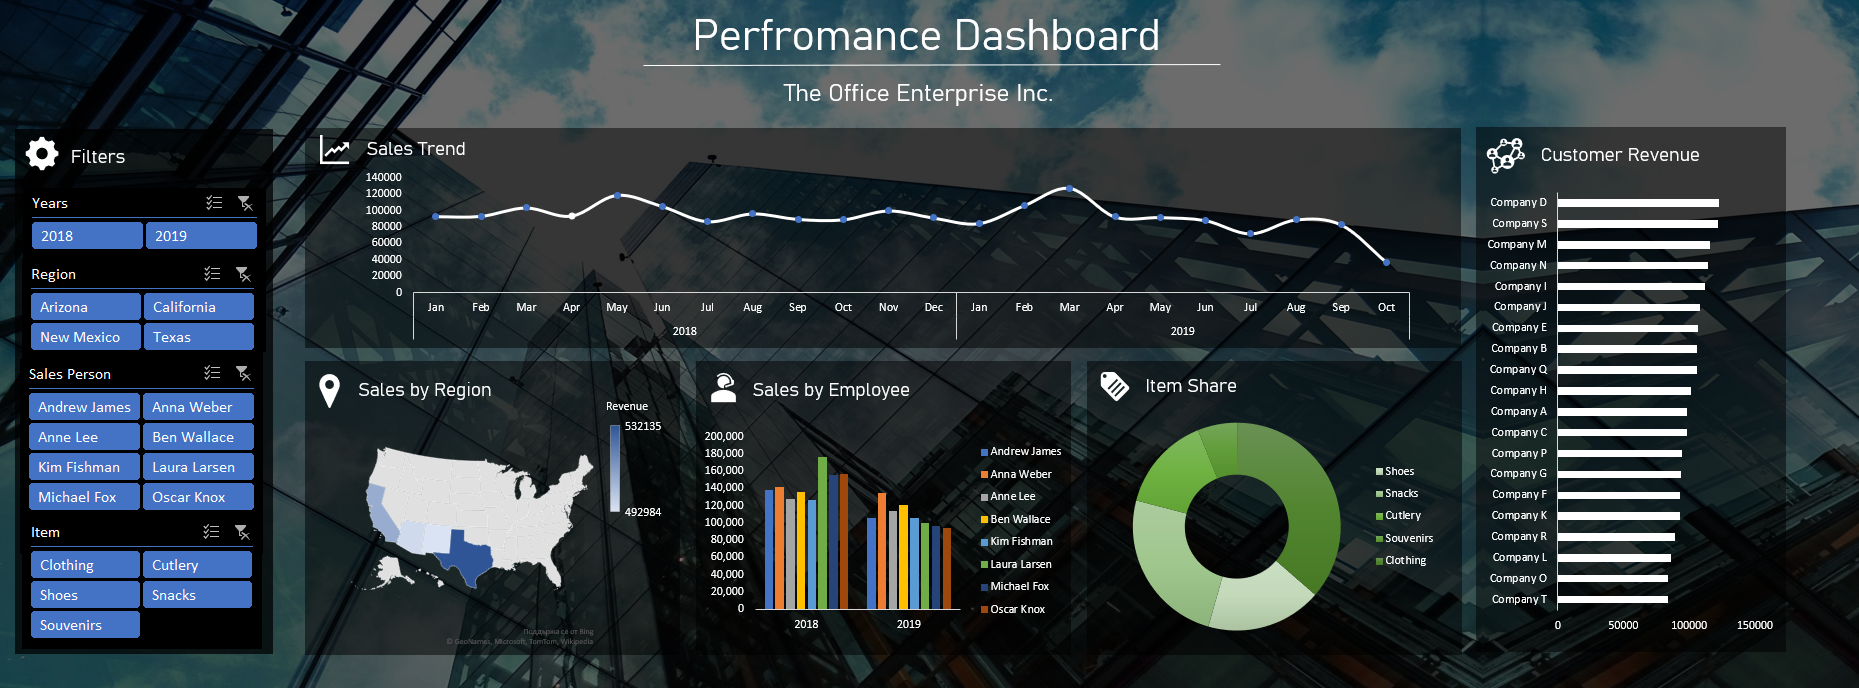 Perfromance Dashboard
The Office Enterprise Inc.
Filters
Years
2018
2019
Region
Arizona
California
New Mexico
Texas
Sales Person
Andrew James
Anna Weber
Anne Lee
Ben Wallace
Kim Fishman
Laura Larsen
Michael Fox
Oscar Knox
Item
Clothing
Cutlery
Shoes
Snacks
Souvenirs
Sales Trend
140000
120000
100000
80000
60000
40000
20000
0
Jan Feb Mar Apr May Jun Jul Aug Sep Oct Nov Dec Jan Feb Mar Apr May Jun Jul Aug Sep Oct
2018 2019
Sales by Region
Revenue
532135
492984
Поддържа се от Bing
© GeoNames, Microsoft, TomTom, Wikipedia
Sales by Employee
200,000
180,000
160,000
140,000
120,000
100,000
80,000
60,000
40,000
20,000
0
2018 2019
Andrew James
Anna Weber
Anne Lee
Ben Wallace
Kim Fishman
Laura Larsen
Michael Fox
Oscar Knox
Item Share
Shoes
Snacks
Cutlery
Souvenirs
Clothing
Customer Revenue
Company D
Company S
Company M
Company N
Company I
Company J
Company E
Company B
Company Q
Company H
Company A
Company C
Company P
Company G
Company F
Company K
Company R
Company L
Company O
Company T
0 50000 100000 150000